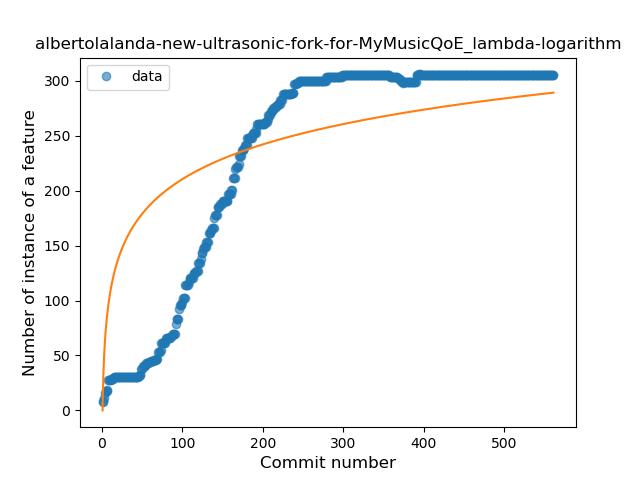 albertolalanda-new-ultrasonic-fork-for-MyMusicQoE_lambda-logarithm
data
Number of instance of a feature
300
250
200
150
100
50
0
0 100 200 300 400 500
Commit number